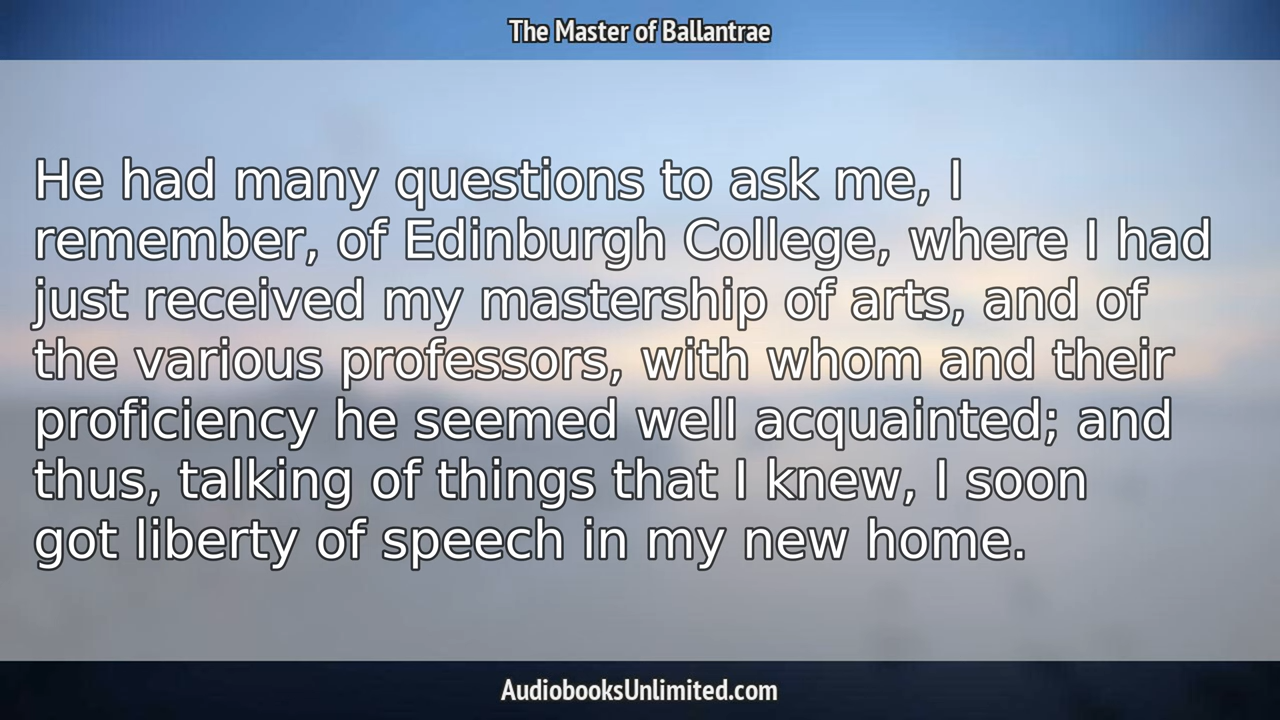 The Master of Ballantrae
He had many questions to ask me, I
remember, of Edinburgh College, where I had
just received my mastership of arts, and of
the various professors, with whom and their
proficiency he seemed well acquainted; and
thus, talking of things that I knew, I soon
got liberty of speech in my new home.
AudiobooksUnlimited.com